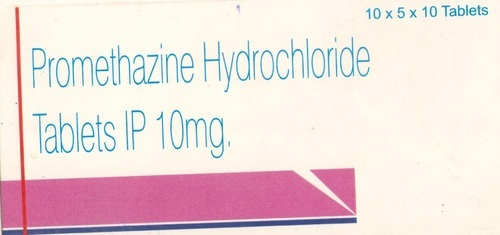 10 x 5 x 10 Tablets
Promethazine Hydrochloride
Tablets IP 10mg.